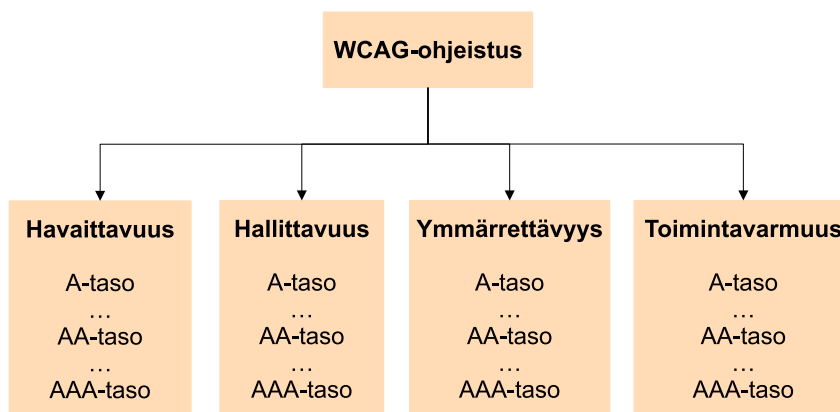 WCAG-ohjeistus
Havaittavuus
A-taso
...
AA-taso
...
AAA-taso
Hallittavuus
A-taso
...
AA-taso
...
AAA-taso
Ymmärrettävyys
A-taso
...
AA-taso
...
AAA-taso
Toimintavarmuus
A-taso
...
AA-taso
...
AAA-taso